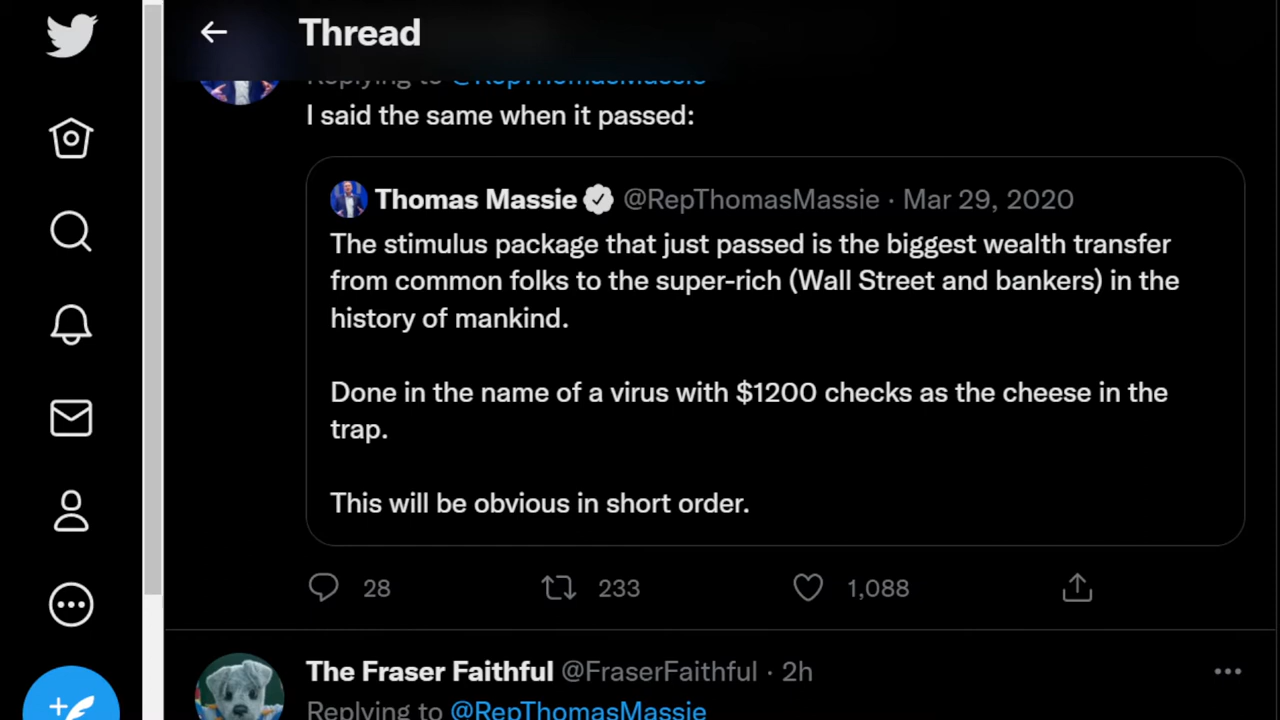 Thread
Replying to @RepThomasMassie
I said the same when it passed:
Thomas Massie @RepThomasMassie · Mar 29, 2020
The stimulus package that just passed is the biggest wealth transfer
from common folks to the super-rich (Wall Street and bankers) in the
history of mankind.
Done in the name of a virus with $1200 checks as the cheese in the
trap.
This will be obvious in short order.
28 233 1,088
The Fraser Faithful @FraserFaithful · 2h
Replying to @RepThomasMassie